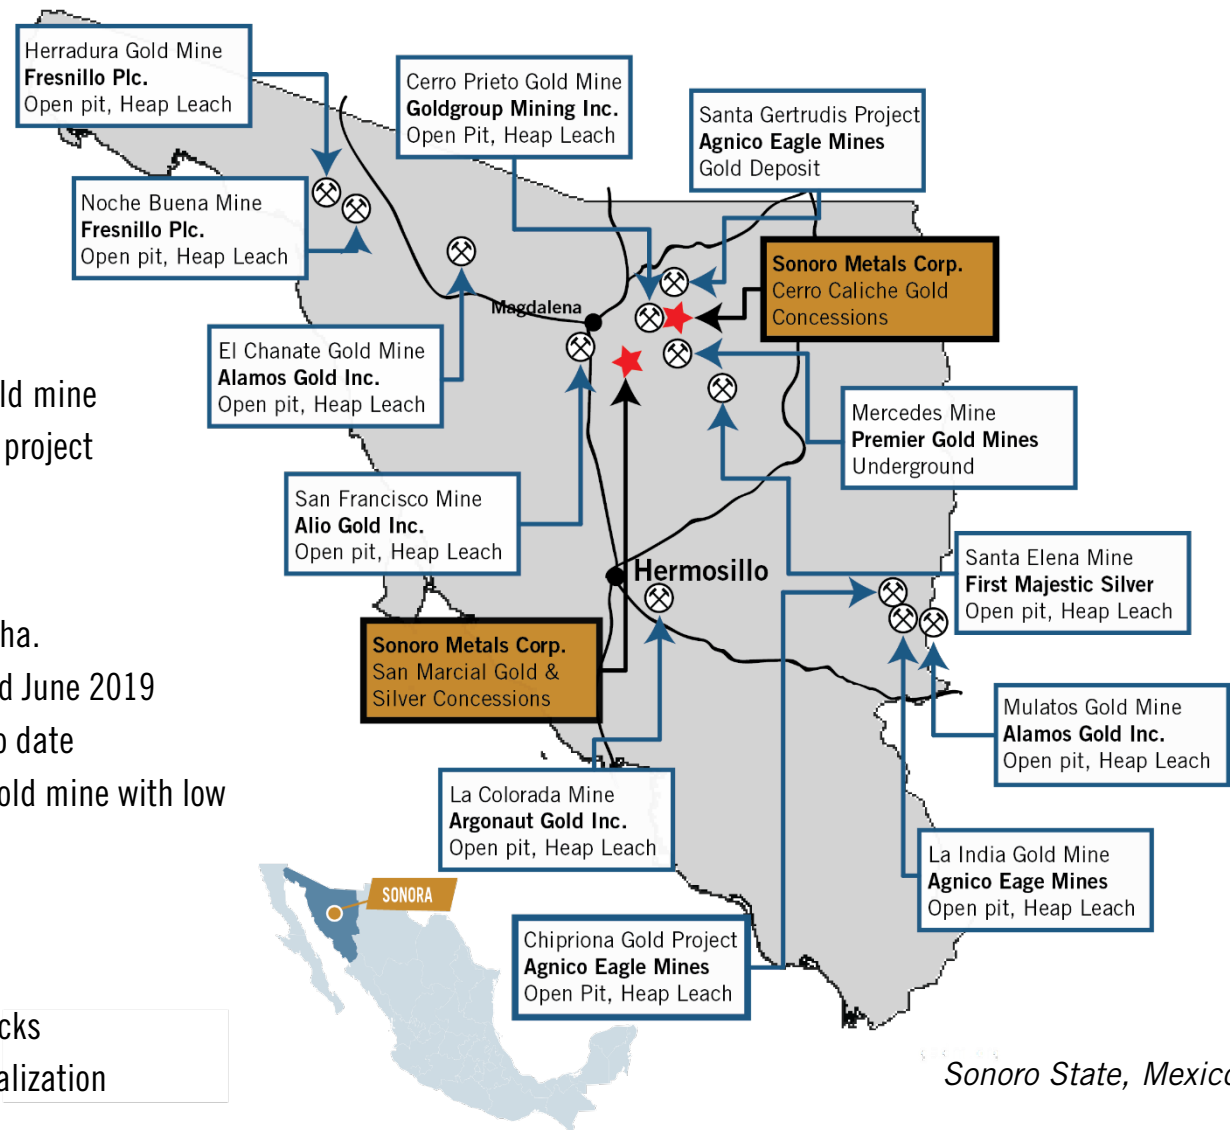 Herradura Gold Mine
Fresnillo Plc.
Open pit, Heap Leach
Cerro Prieto Gold Mine
Goldgroup Mining Inc.
Open Pit, Heap Leach
Santa Gertrudis Project
Agnico Eagle Mines
Gold Deposit
Noche Buena Mine
Fresnillo Plc.
Open pit, Heap Leach
Sonoro Metals Corp.
Cerro Caliche Gold
Concessions
Magdalena
El Chanate Gold Mine
Alamos Gold Inc.
Open pit, Heap Leach
ld mine
project
Mercedes Mine
Premier Gold Mines
Underground
San Francisco Mine
Alio Gold Inc.
Open pit, Heap Leach
Hermosillo
Santa Elena Mine
First Majestic Silver
Open pit, Heap Leach
ha.
d June 2019
o date
old mine with low
Sonoro Metals Corp.
San Marcial Gold &
Silver Concessions
Mulatos Gold Mine
Alamos Gold Inc.
Open pit, Heap Leach
La Colorada Mine
Argonaut Gold Inc.
Open pit, Heap Leach
La India Gold Mine
Agnico Eage Mines
Open pit, Heap Leach
SONORA
Chipriona Gold Project
Agnico Eagle Mines
Open Pit, Heap Leach
cks
alization
Sonoro State, Mexico